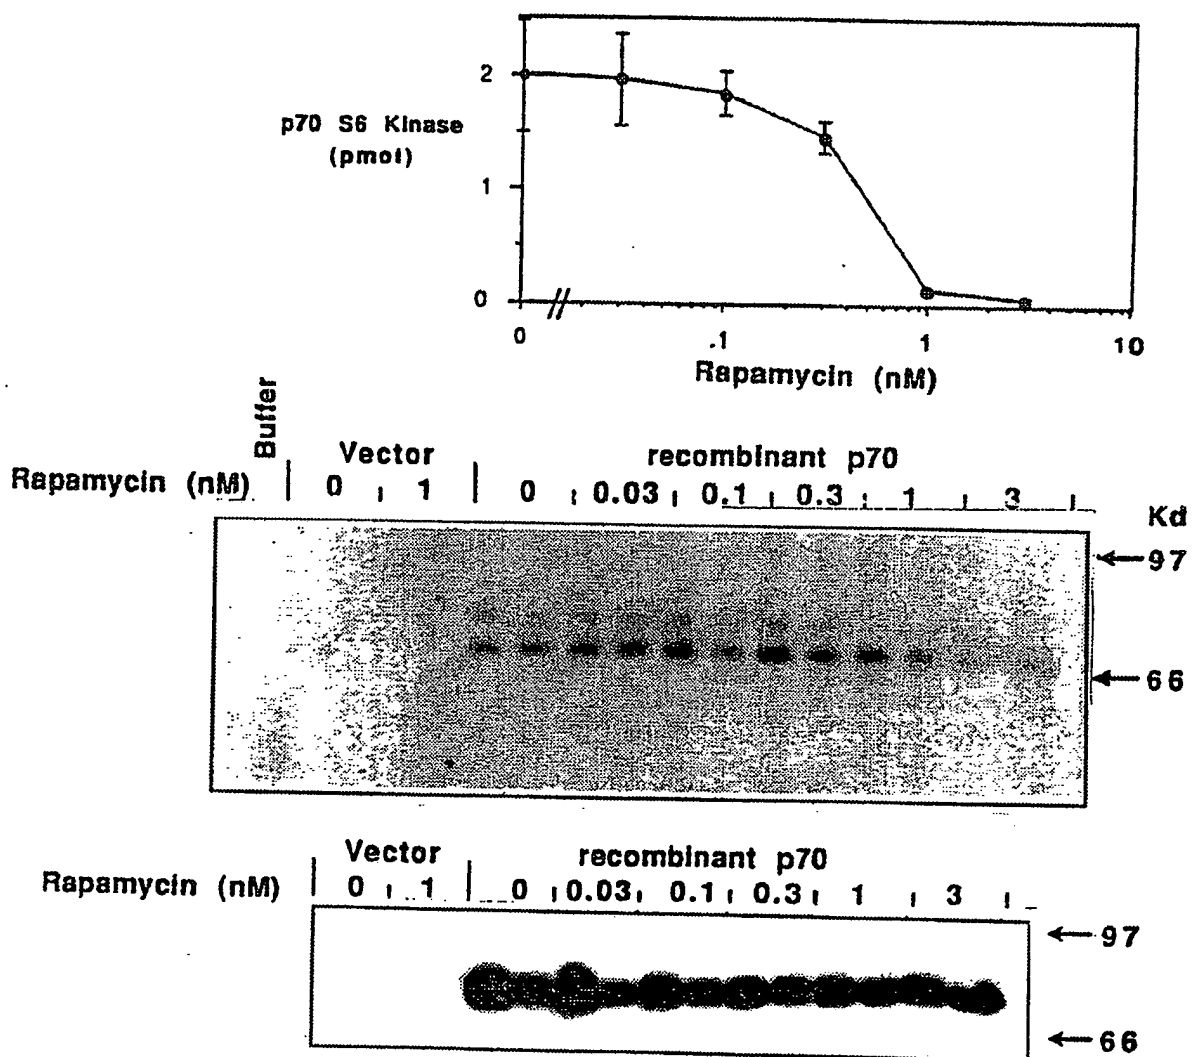 2
p70 S6 Kinase
(pmol)
1
0
0 .1 1 10
Rapamycin (nM)
Buffer
Vector recombinant p70
Rapamycin (nM) 0 1 0 0.03 0.1 0.3 1 3
Kd
97
66
Vector recombinant p70
Rapamycin (nM) 0 1 0 0.03 0.1 0.3 1 3
97
66